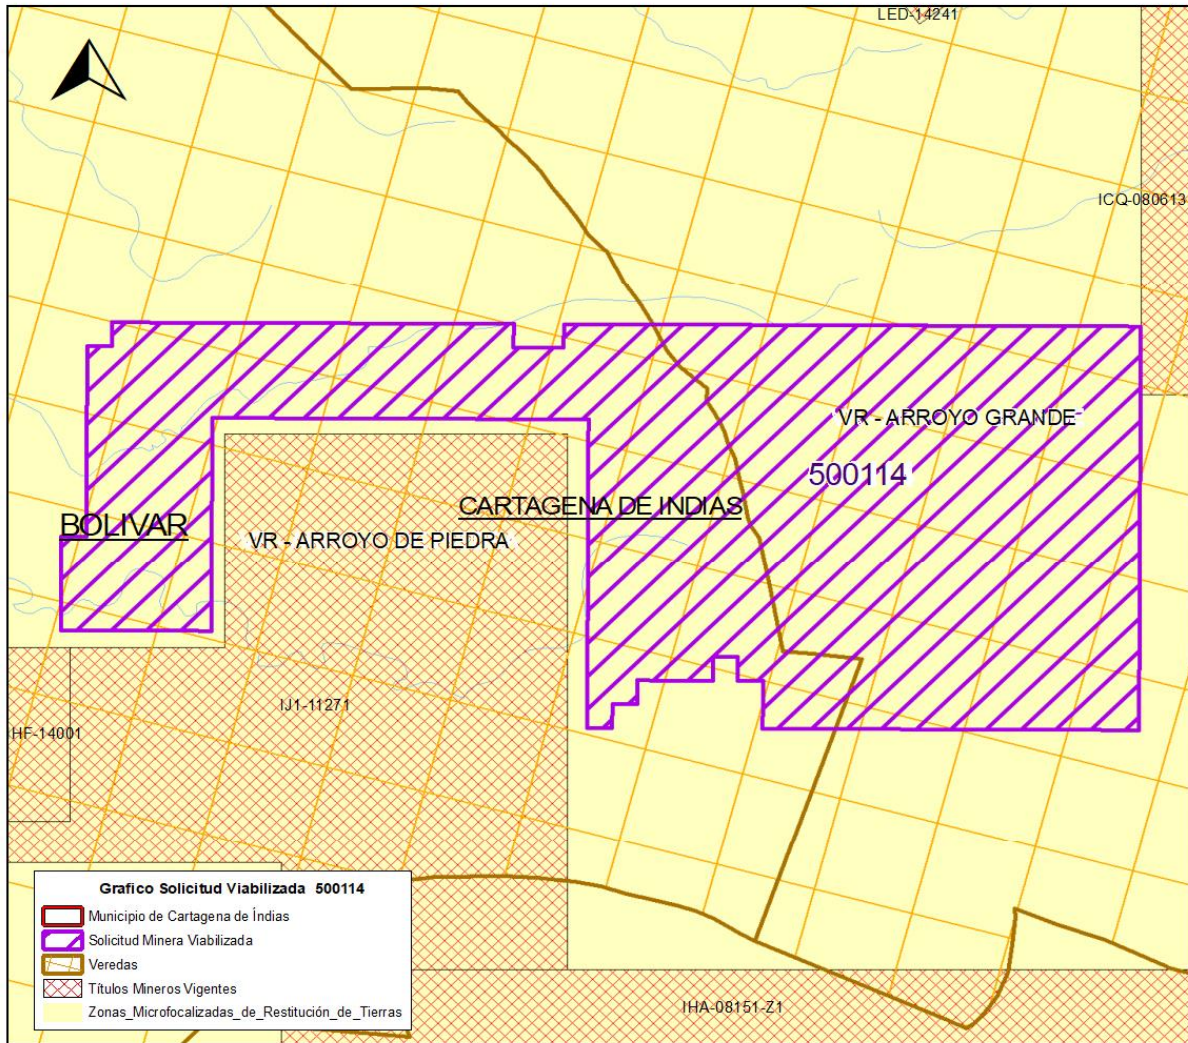 LED-14241
ICQ-080613
VR - ARROYO GRANDE
500114
CARTAGENA DE INDIAS
BOLIVAR
VR - ARROYO DE PIEDRA
IJ1-11271
HF-14001
Grafico Solicitud Viabilizada 500114
Municipio de Cartagena de Índias
Solicitud Minera Viabilizada
Veredas
Títulos Mineros Vigentes
Zonas_Microfocalizadas_de_Restitución_de_Tierras
IHA-08151-Z1